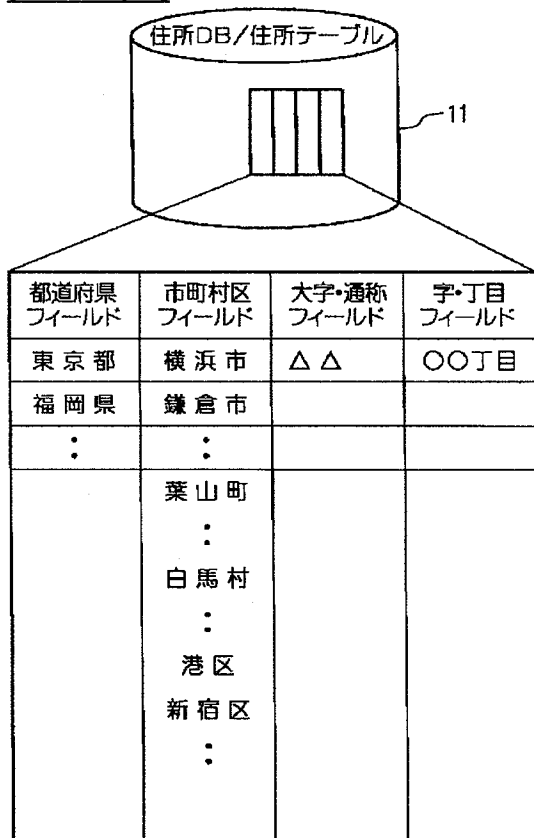 住所DB/住所テーブル
11
都道府県フィールド 市町村区フィールド 大字・通称フィールド 字・丁目フィールド
東京都 横浜市 △△ 〇〇丁目
福岡県 鎌倉市
： ：
葉山町
：
白馬村
：
港区
新宿区
：